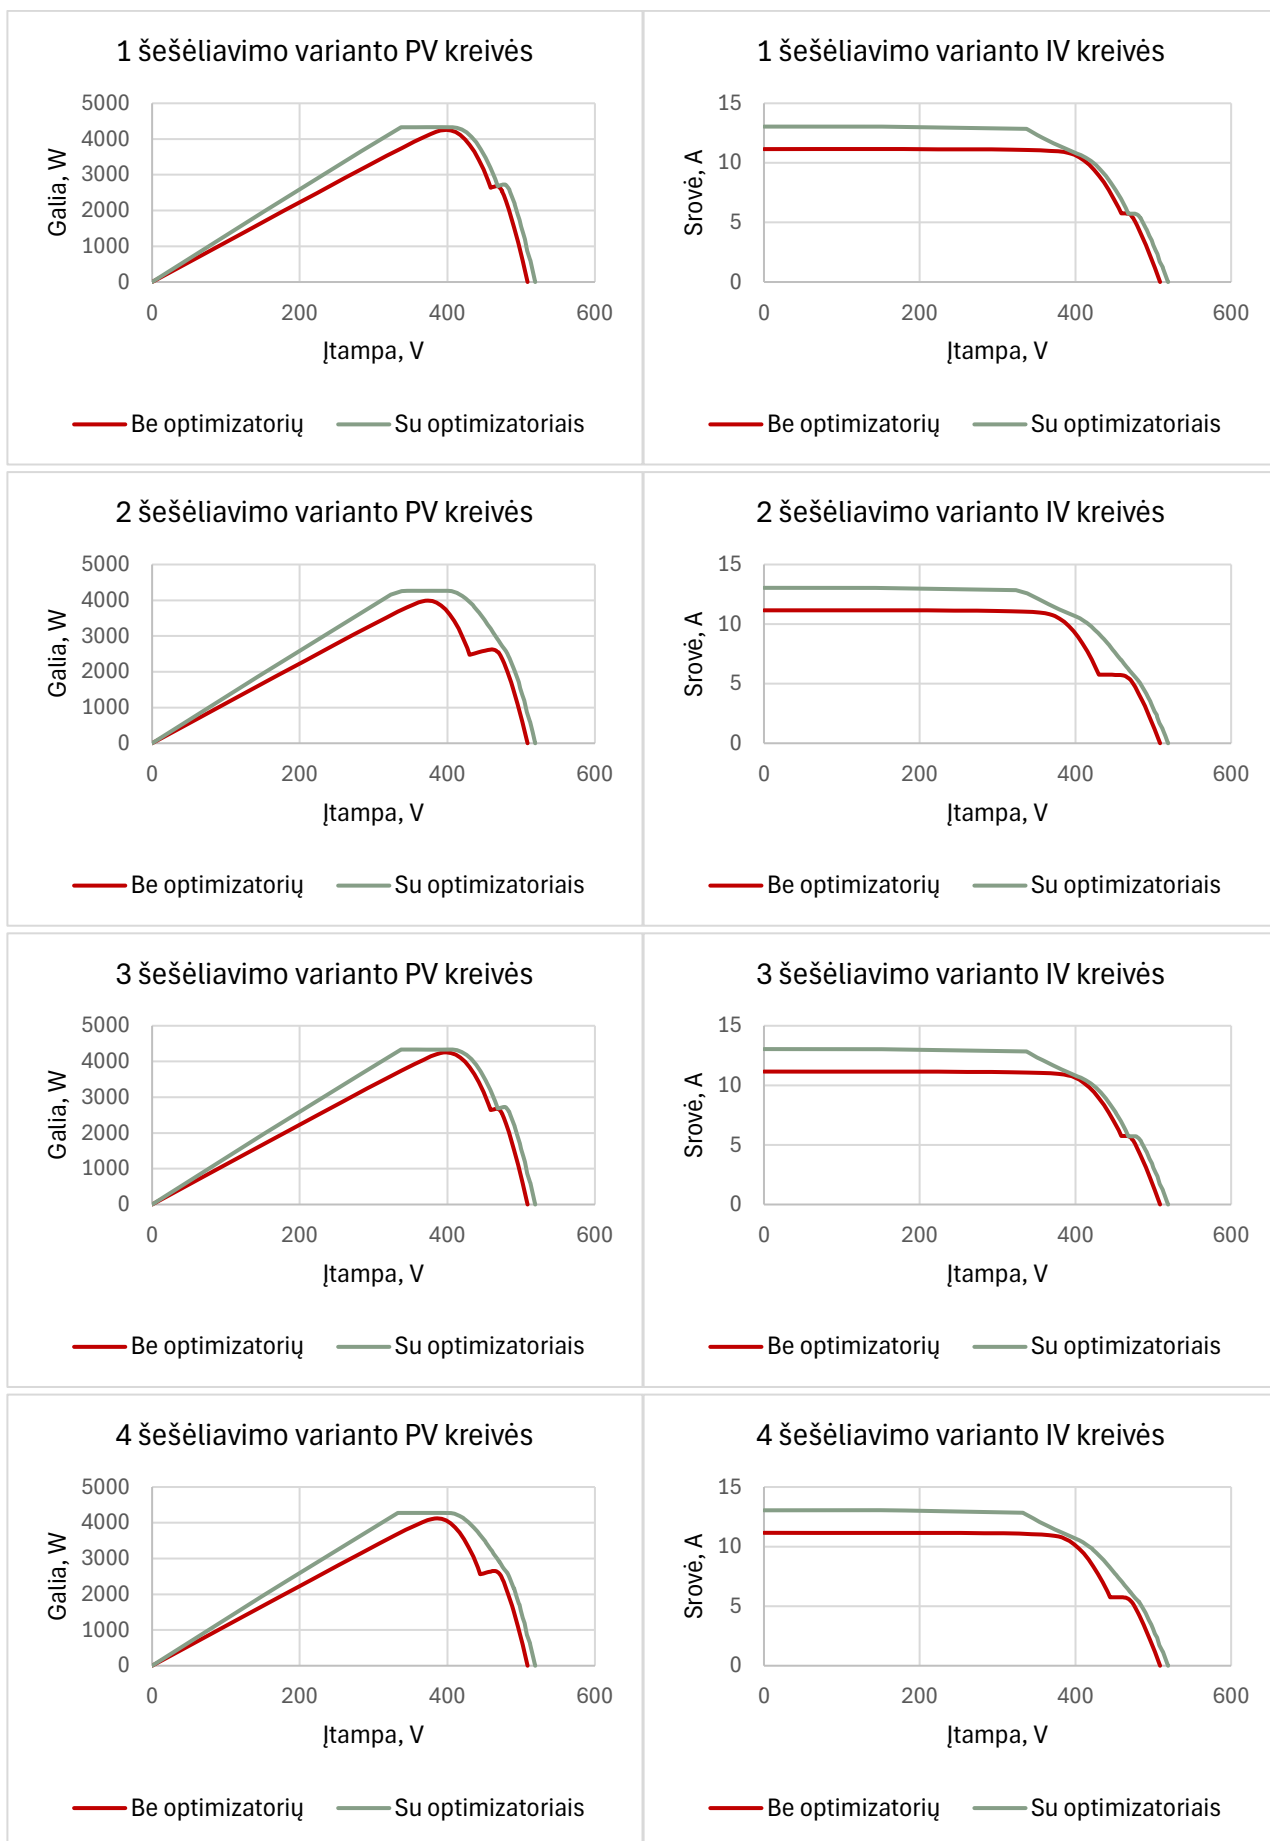 1 šešėliavimo varianto PV kreivės
5000
4000
3000
2000
1000
0
Galia, W
0 200 400 600
Įtampa, V
Be optimizatorių Su optimizatoriais
1 šešėliavimo varianto IV kreivės
15
10
5
0
Srovė, A
0 200 400 600
Įtampa, V
Be optimizatorių Su optimizatoriais
2 šešėliavimo varianto PV kreivės
5000
4000
3000
2000
1000
0
Galia, W
0 200 400 600
Įtampa, V
Be optimizatorių Su optimizatoriais
2 šešėliavimo varianto IV kreivės
15
10
5
0
Srovė, A
0 200 400 600
Įtampa, V
Be optimizatorių Su optimizatoriais
3 šešėliavimo varianto PV kreivės
5000
4000
3000
2000
1000
0
Galia, W
0 200 400 600
Įtampa, V
Be optimizatorių Su optimizatoriais
3 šešėliavimo varianto IV kreivės
15
10
5
0
Srovė, A
0 200 400 600
Įtampa, V
Be optimizatorių Su optimizatoriais
4 šešėliavimo varianto PV kreivės
5000
4000
3000
2000
1000
0
Galia, W
0 200 400 600
Įtampa, V
Be optimizatorių Su optimizatoriais
4 šešėliavimo varianto IV kreivės
15
10
5
0
Srovė, A
0 200 400 600
Įtampa, V
Be optimizatorių Su optimizatoriais